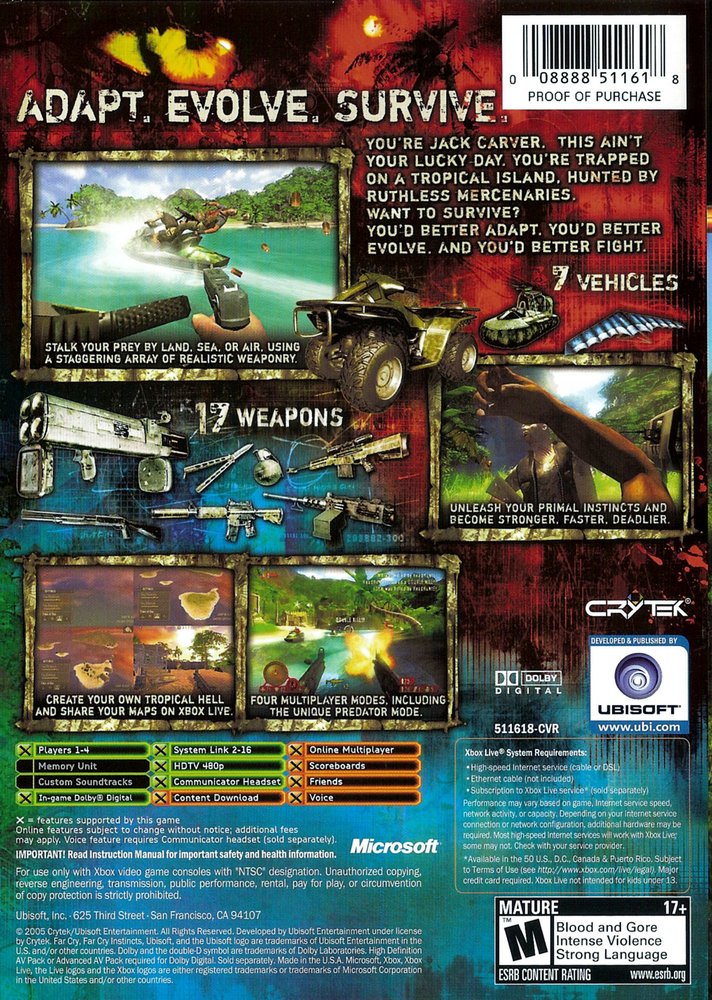 0 08888 51161 8
PROOF OF PURCHASE
ADAPT. EVOLVE. SURVIVE.
YOU'RE JACK CARVER. THIS AIN'T
YOUR LUCKY DAY. YOU'RE TRAPPED
ON A TROPICAL ISLAND, HUNTED BY
RUTHLESS MERCENARIES.
WANT TO SURVIVE?
YOU'D BETTER ADAPT. YOU'D BETTER
EVOLVE. AND YOU'D BETTER FIGHT.
7 VEHICLES
STALK YOUR PREY BY LAND, SEA, OR AIR, USING
A STAGGERING ARRAY OF REALISTIC WEAPONRY.
17 WEAPONS
UNLEASH YOUR PRIMAL INSTINCTS AND
BECOME STRONGER, FASTER, DEADLIER.
CREATE YOUR OWN TROPICAL HELL
AND SHARE YOUR MAPS ON XBOX LIVE.
FOUR MULTIPLAYER MODES, INCLUDING
THE UNIQUE PREDATOR MODE.
CRYTEK®
DOLBY
DIGITAL
511618-CVR
DEVELOPED & PUBLISHED BY
UBISOFT
www.ubi.com
Players 1-4
System Link 2-16
Online Multiplayer
Memory Unit
HDTV 480p
Scoreboards
Custom Soundtracks
Communicator Headset
Friends
In-game Dolby® Digital
Content Download
Voice
X = features supported by this game
Online features subject to change without notice; additional fees
may apply. Voice feature requires Communicator headset (sold separately).
IMPORTANT! Read Instruction Manual for important safety and health information.
Microsoft®
For use only with Xbox video game consoles with "NTSC" designation. Unauthorized copying,
reverse engineering, transmission, public performance, rental, pay for play, or circumvention
of copy protection is strictly prohibited.
Ubisoft, Inc. · 625 Third Street · San Francisco, CA 94107
© 2005 Crytek/Ubisoft Entertainment. All Rights Reserved. Developed by Ubisoft Entertainment under license
by Crytek. Far Cry, Far Cry Instincts, Ubisoft, and the Ubisoft logo are trademarks of Ubisoft Entertainment in the
U.S. and/or other countries. Dolby and the double-D symbol are trademarks of Dolby Laboratories. High Definition
AV Pack or Advanced AV Pack required for Dolby Digital. Sold separately. Made in the U.S.A. Microsoft, Xbox, Xbox
Live, the Live logos and the Xbox logos are either registered trademarks or trademarks of Microsoft Corporation
in the United States and/or other countries.
Xbox Live® System Requirements:
• High-speed Internet service (cable or DSL)
• Ethernet cable (not included)
• Subscription to Xbox Live service* (sold separately)
Performance may vary based on game, Internet service speed,
network activity, or capacity. Depending on your Internet service
connection or network configuration, additional hardware may be
required. Most high-speed Internet services will work with Xbox Live;
some may not. Check with your service provider.
*Available in the 50 U.S., D.C., Canada & Puerto Rico. Subject
to Terms of Use (see http://www.xbox.com/live/legal). Major
credit card required. Xbox Live not intended for kids under 13.
MATURE 17+
M
Blood and Gore
Intense Violence
Strong Language
ESRB CONTENT RATING www.esrb.org